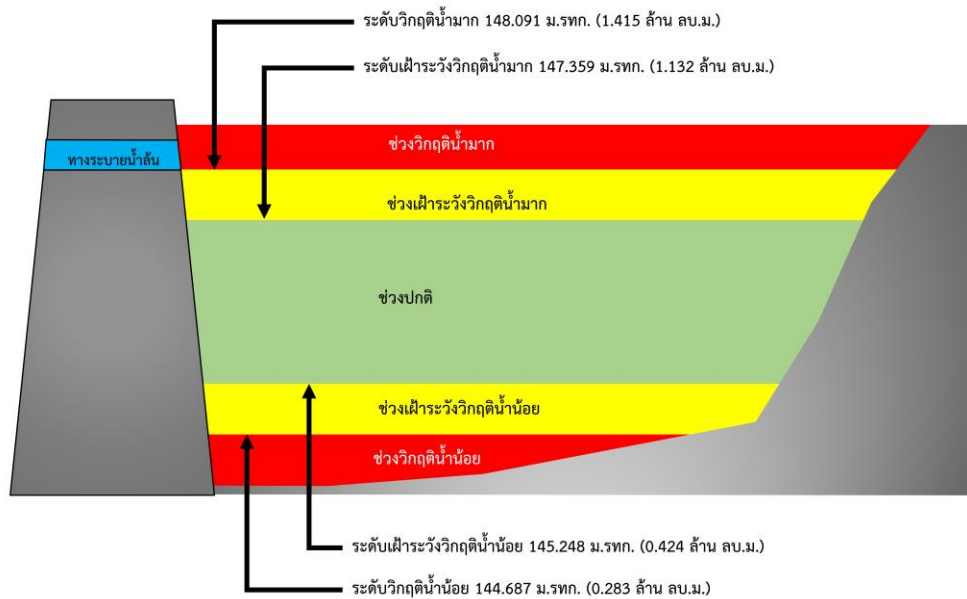 ระดับวิกฤติน้ำมาก 148.091 ม.รทก. (1.415 ล้าน ลบ.ม.)
ระดับเฝ้าระวังวิกฤติน้ำมาก 147.359 ม.รทก. (1.132 ล้าน ลบ.ม.)
ช่วงวิกฤติน้ำมาก
ทางระบายน้ำล้น
ช่วงเฝ้าระวังวิกฤติน้ำมาก
ช่วงปกติ
ช่วงเฝ้าระวังวิกฤติน้ำน้อย
ช่วงวิกฤติน้ำน้อย
ระดับเฝ้าระวังวิกฤติน้ำน้อย 145.248 ม.รทก. (0.424 ล้าน ลบ.ม.)
ระดับวิกฤติน้ำน้อย 144.687 ม.รทก. (0.283 ล้าน ลบ.ม.)